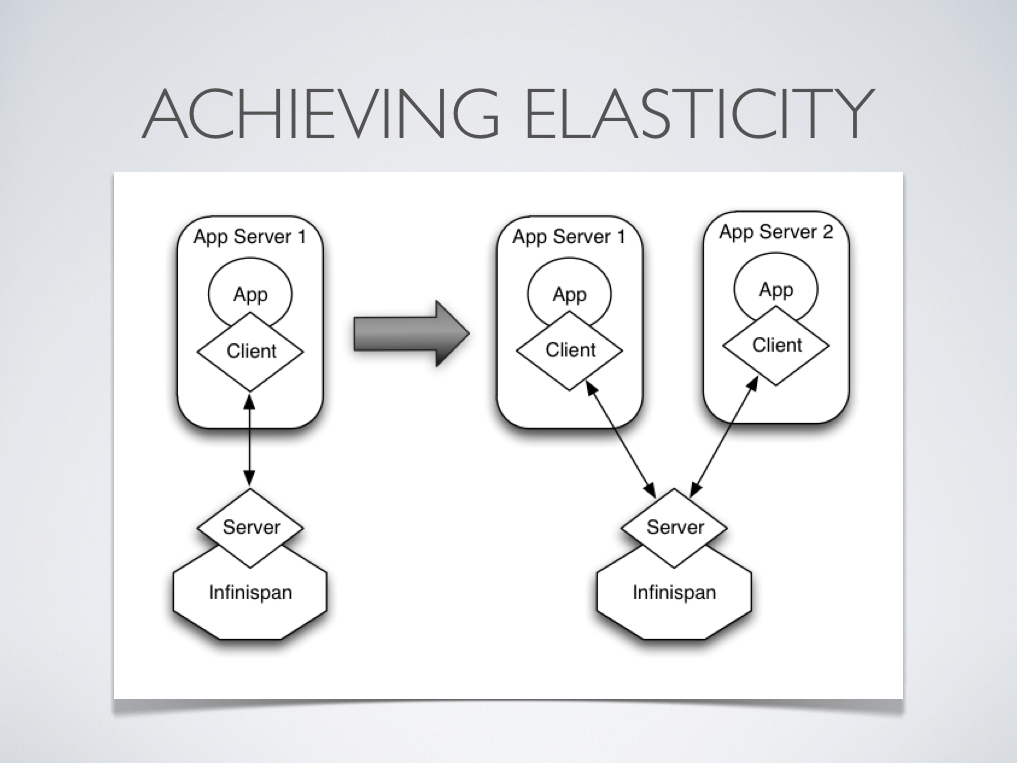 ACHIEVING ELASTICITY
App Server 1
App
Client
Server
Infinispan
App Server 1
App
Client
App Server 2
App
Client
Server
Infinispan